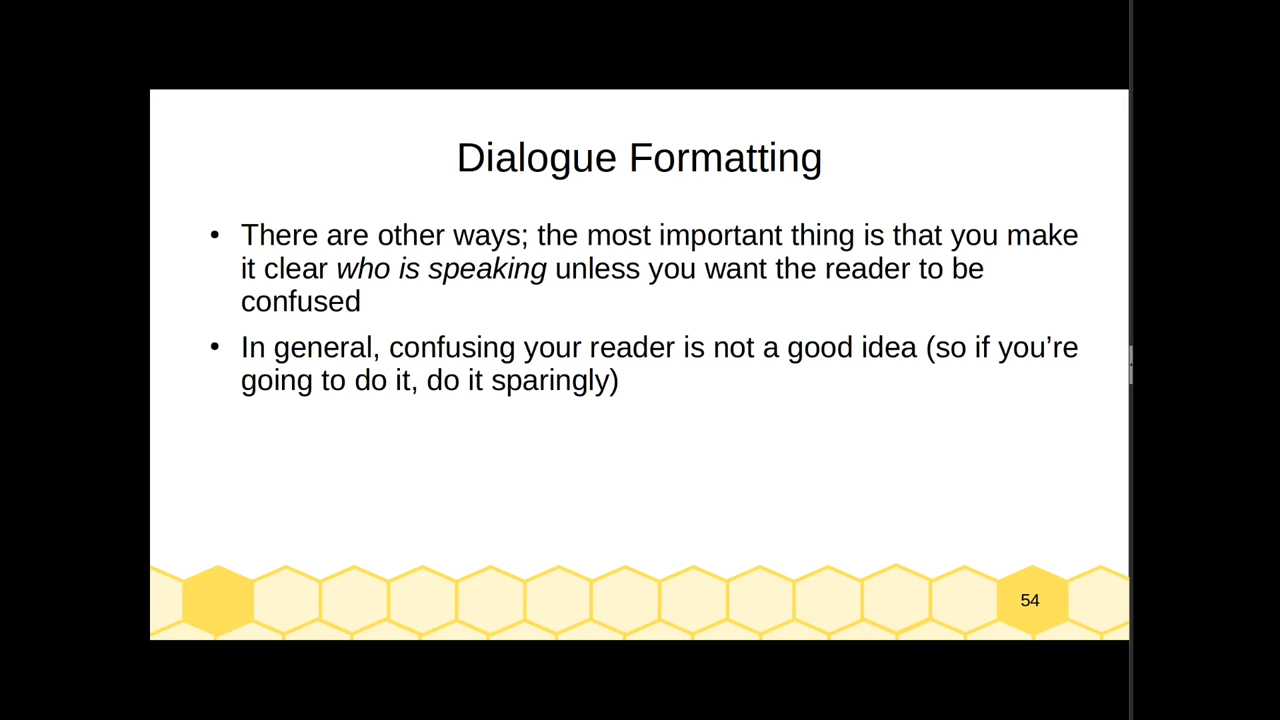 Dialogue Formatting
• There are other ways; the most important thing is that you make
it clear who is speaking unless you want the reader to be
confused
• In general, confusing your reader is not a good idea (so if you’re
going to do it, do it sparingly)
54